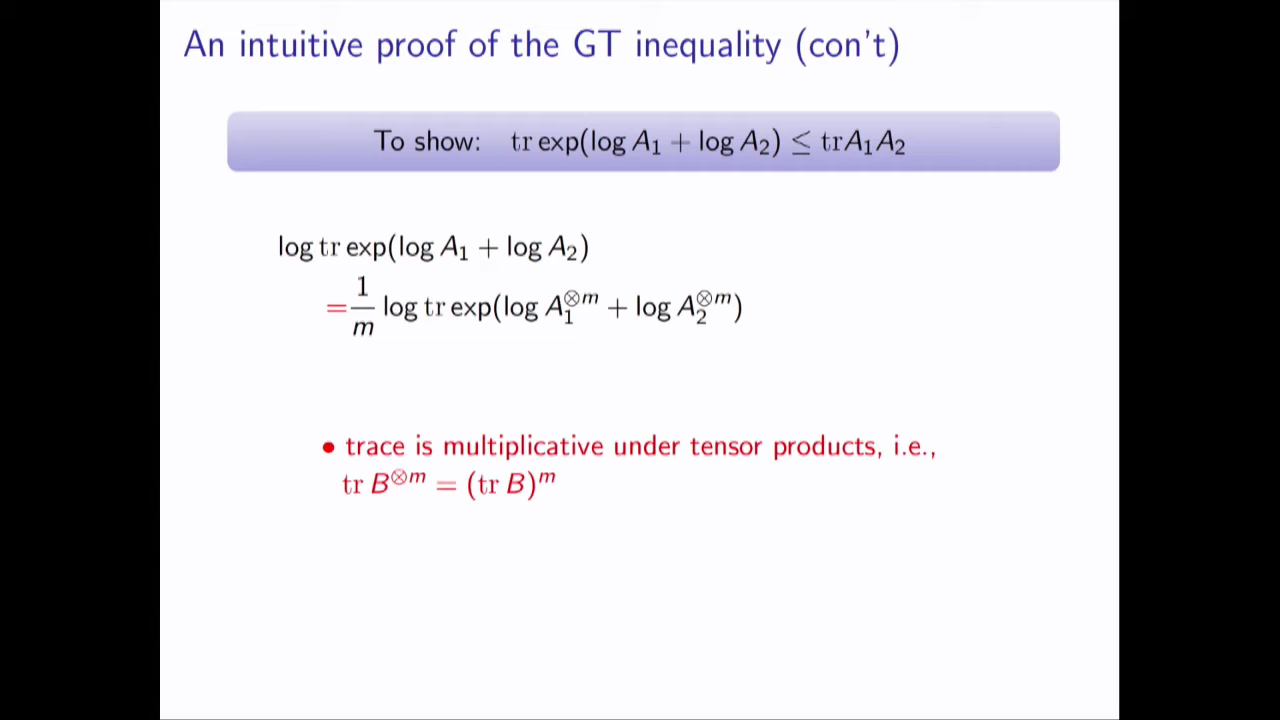 An intuitive proof of the GT inequality (con't)
To show: tr exp(log A₁ + log A₂) ≤ trA₁A₂
log tr exp(log A₁ + log A₂)
= 1/m log tr exp(log A₁^⊗m + log A₂^⊗m)
• trace is multiplicative under tensor products, i.e.,
tr B^⊗m = (tr B)^m